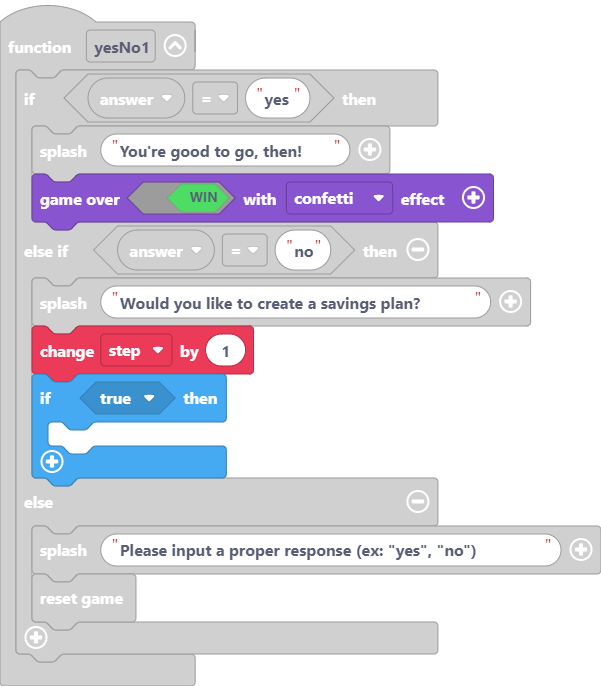 function yesNo1
if answer = "yes" then
splash "You're good to go, then! "
game over WIN with confetti effect
else if answer = "no" then
splash "Would you like to create a savings plan? "
change step by 1
if true then
else
splash "Please input a proper response (ex: "yes", "no") "
reset game